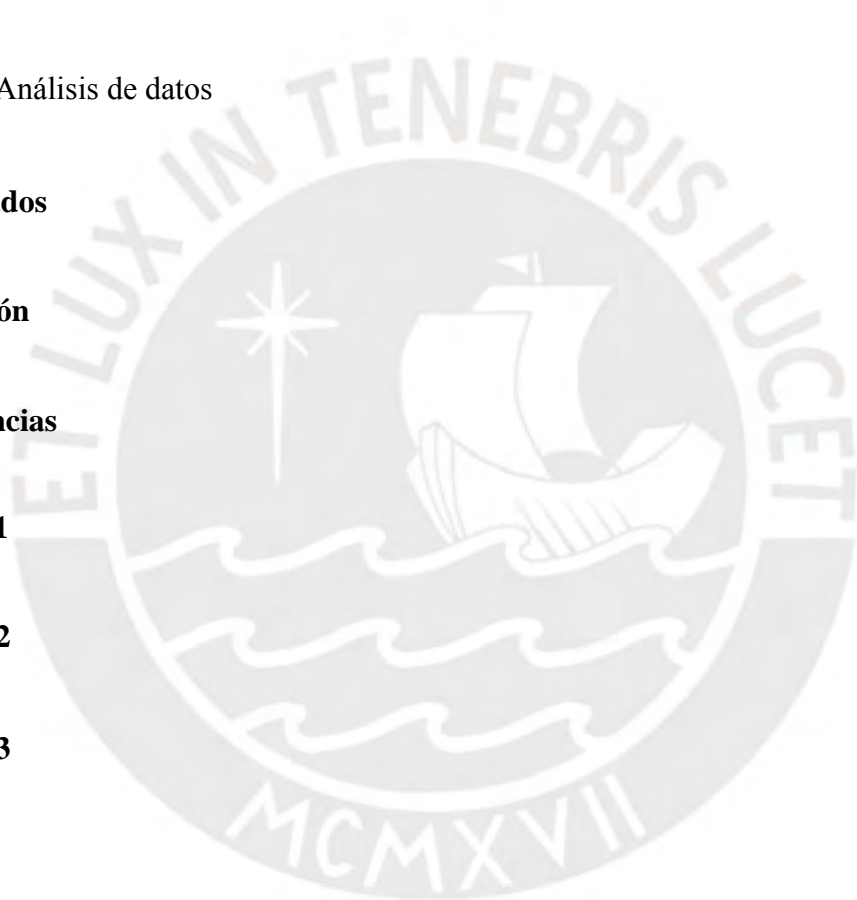 Análisis de datos
dos
ón
ncias
1
2
3
ET LUX IN TENEBRIS LUCET
MCMXVII